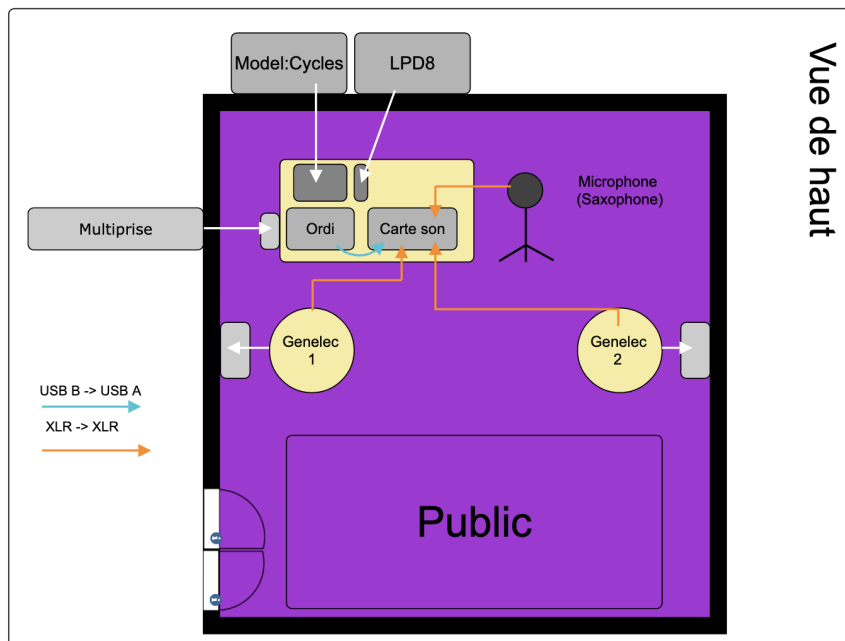 Vue de haut
Model:Cycles
LPD8
Microphone
(Saxophone)
Multiprise
Ordi
Carte son
Genelec
1
Genelec
2
USB B -> USB A
XLR -> XLR
Public